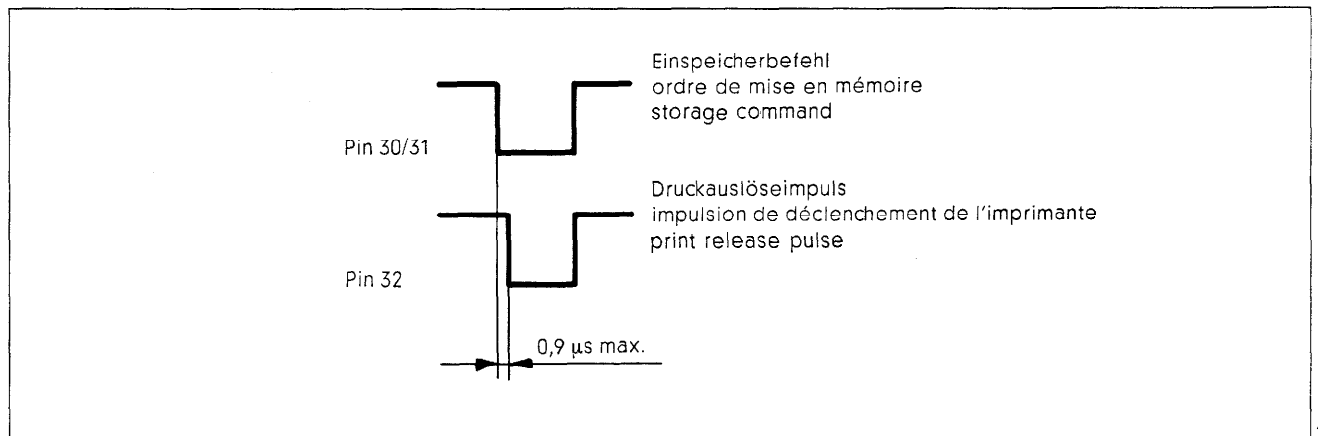 Einspeicherbefehl
ordre de mise en mémoire
storage command
Pin 30/31
Druckauslöseimpuls
impulsion de déclenchement de l'imprimante
print release pulse
Pin 32
0,9 µs max.